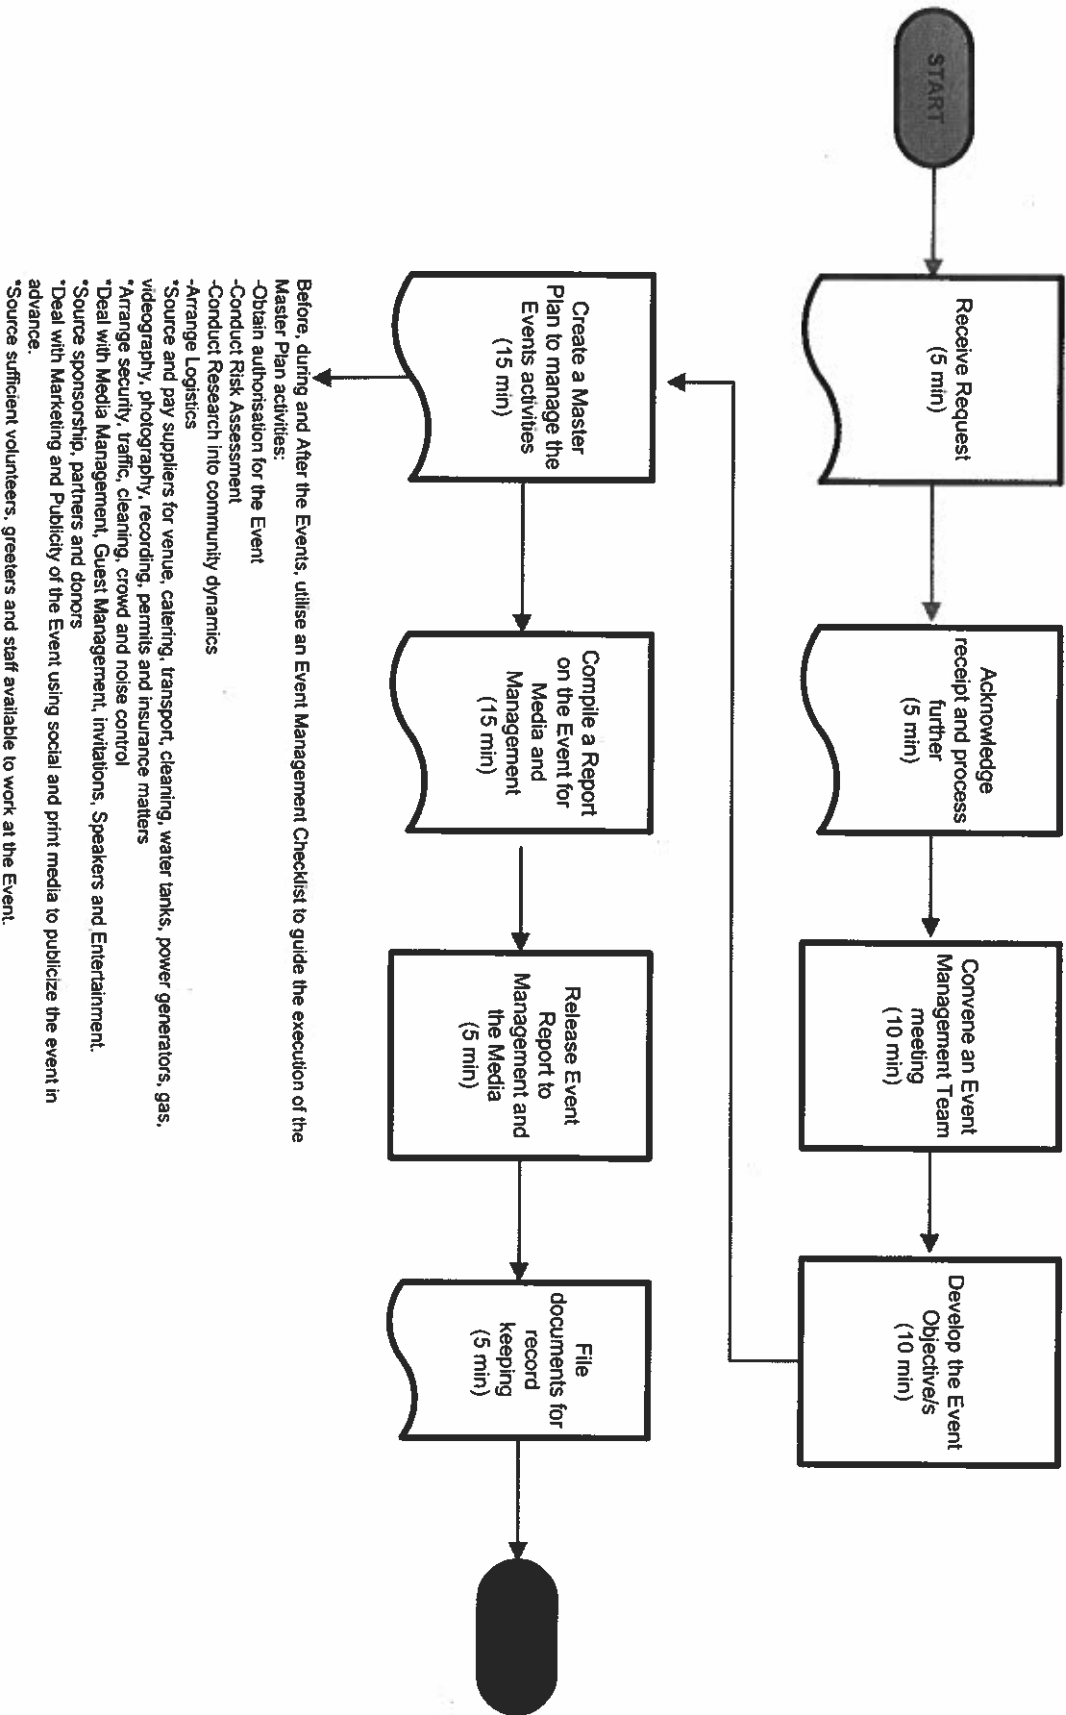 START
Receive Request
(5 min)
Acknowledge
receipt and process
further
(5 min)
Convene an Event
Management Team
meeting
(10 min)
Develop the Event
Objective/s
(10 min)
Create a Master
Plan to manage the
Events activities
(15 min)
Compile a Report
on the Event for
Media and
Management
(15 min)
Release Event
Report to
Management and
the Media
(5 min)
File
documents for
record
keeping
(5 min)
Before, during and After the Events, utilise an Event Management Checklist to guide the execution of the
Master Plan activities:
-Obtain authorisation for the Event
-Conduct Risk Assessment
-Conduct Research into community dynamics
-Arrange Logistics
*Source and pay suppliers for venue, catering, transport, cleaning, water tanks, power generators, gas,
videography, photography, recording, permits and insurance matters
*Arrange security, traffic, cleaning, crowd and noise control
*Deal with Media Management, Guest Management, invitations, Speakers and Entertainment.
*Source sponsorship, partners and donors
*Deal with Marketing and Publicity of the Event using social and print media to publicize the event in
advance.
*Source sufficient volunteers, greeters and staff available to work at the Event.